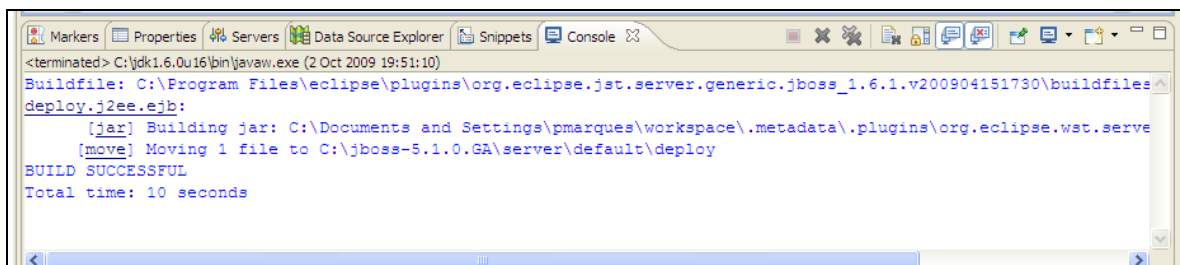 Markers Properties Servers Data Source Explorer Snippets Console
<terminated> C:\jdk1.6.0u16\bin\javaw.exe (2 Oct 2009 19:51:10)
Buildfile: C:\Program Files\eclipse\plugins\org.eclipse.jst.server.generic.jboss_1.6.1.v200904151730\buildfiles
deploy.j2ee.ejb:
[jar] Building jar: C:\Documents and Settings\pmarques\workspace\.metadata\.plugins\org.eclipse.wst.serve
[move] Moving 1 file to C:\jboss-5.1.0.GA\server\default\deploy
BUILD SUCCESSFUL
Total time: 10 seconds